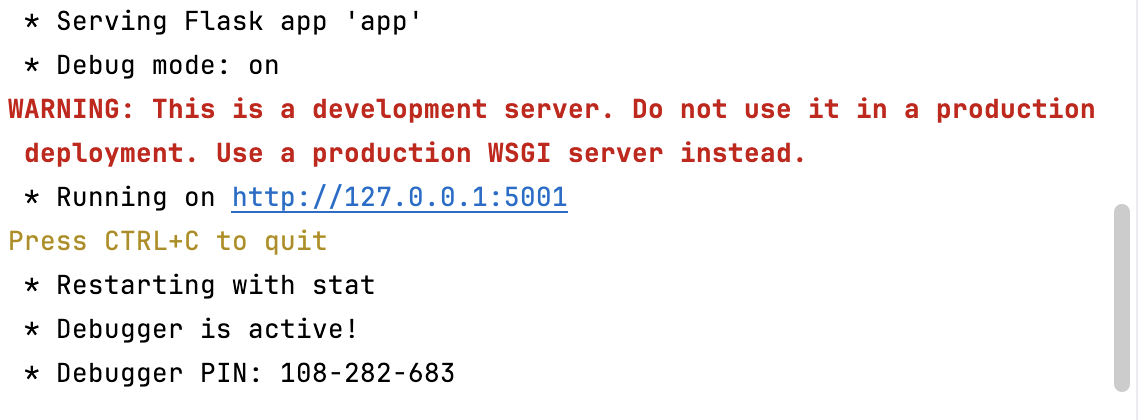 * Serving Flask app 'app'
* Debug mode: on
WARNING: This is a development server. Do not use it in a production
deployment. Use a production WSGI server instead.
* Running on http://127.0.0.1:5001
Press CTRL+C to quit
* Restarting with stat
* Debugger is active!
* Debugger PIN: 108-282-683